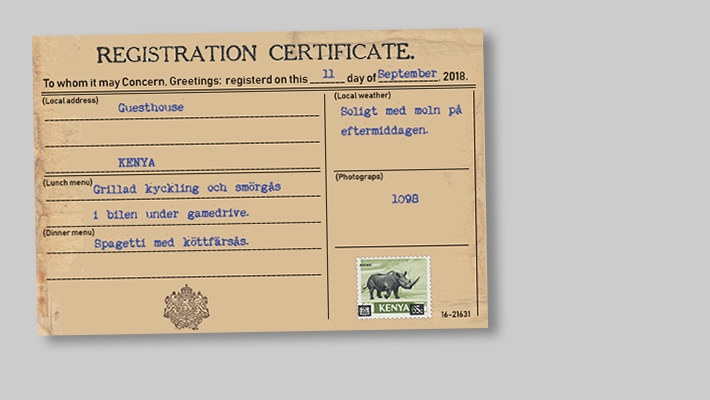 REGISTRATION CERTIFICATE.
To whom it may Concern, Greetings: registerd on this 11 day of September, 2018.
(Local address)
Guesthouse
KENYA
(Lunch menu)
Grillad kyckling och smörgås
i bilen under gamedrive.
(Dinner menu)
Spagetti med köttfärsås.
(Local weather)
Soligt med moln på
eftermiddagen.
(Photograps)
1098
KENYA 65c
16-21631